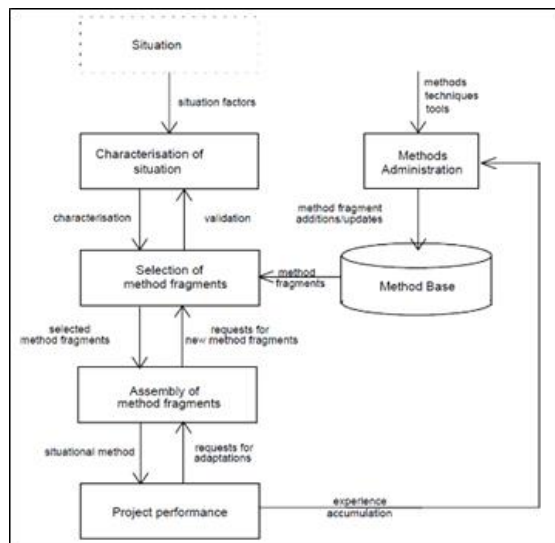 Situation
situation factors
methods
techniques
tools
Characterisation of
situation
Methods
Administration
characterisation
validation
method fragment
additions/updates
Selection of
method fragments
method
fragments
Method Base
selected
method fragments
requests for
new method fragments
Assembly of
method fragments
situational method
requests for
adaptations
Project performance
experience
accumulation